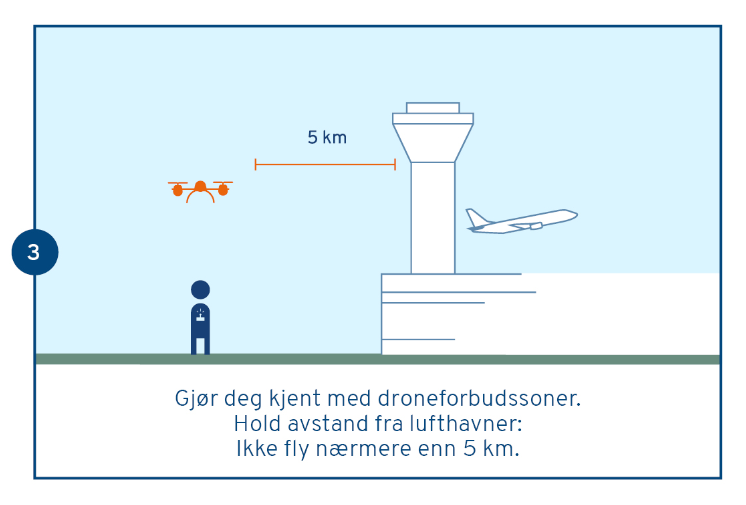 5 km
3
Gjør deg kjent med droneforbudssoner.
Hold avstand fra lufthavner:
Ikke fly nærmere enn 5 km.